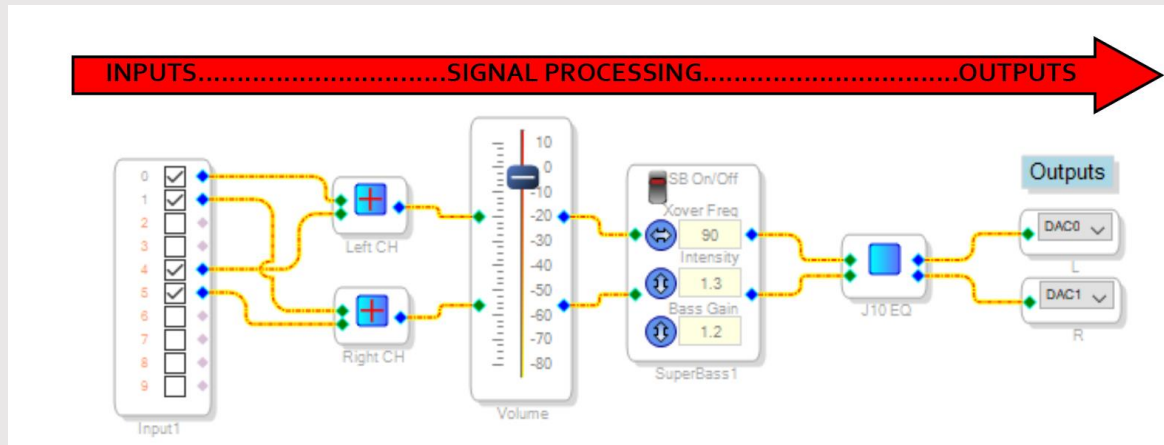 INPUTS................................SIGNAL PROCESSING.................................OUTPUTS
0
1
2
3
4
5
6
7
8
9
Input1
Left CH
Right CH
10
0
-10
-20
-30
-40
-50
-60
-70
-80
Volume
SB On/Off
Xover Freq
90
Intensity
1.3
Bass Gain
1.2
SuperBass1
J10 EQ
Outputs
DAC0
L
DAC1
R